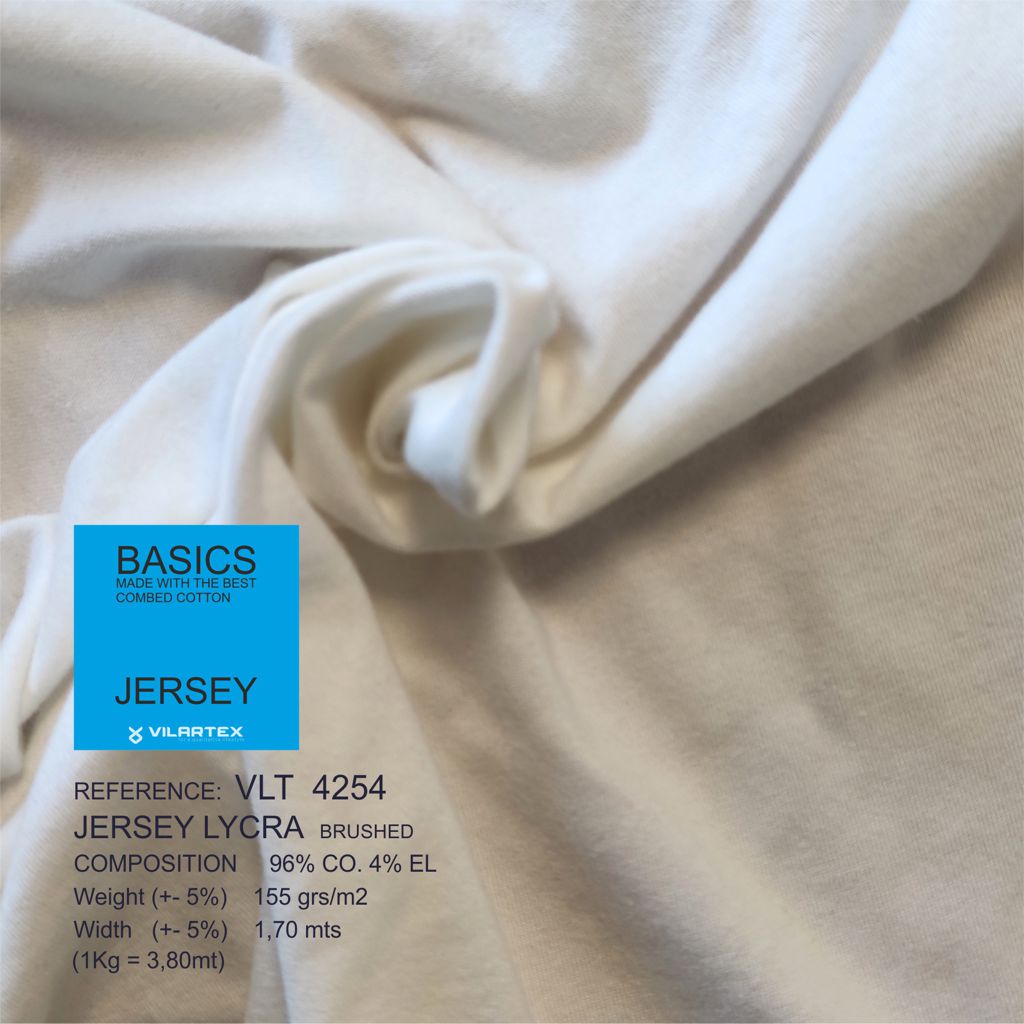 BASICS
MADE WITH THE BEST
COMBED COTTON
JERSEY
VILARTEX
REFERENCE: VLT 4254
JERSEY LYCRA BRUSHED
COMPOSITION 96% CO. 4% EL
Weight (+- 5%) 155 grs/m2
Width (+- 5%) 1,70 mts
(1Kg = 3,80mt)